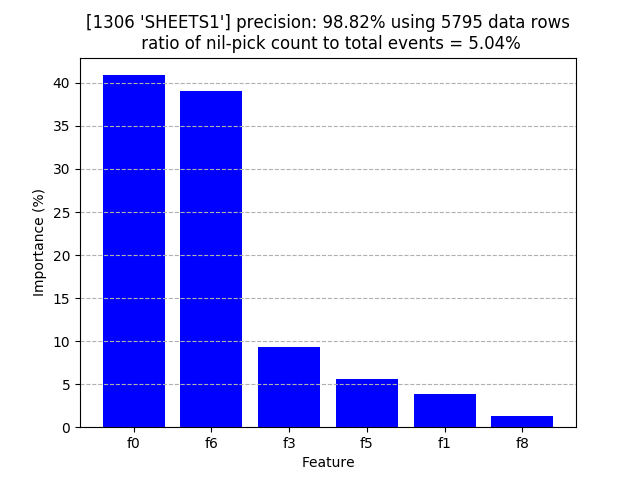 [1306 'SHEETS1'] precision: 98.82% using 5795 data rows
ratio of nil-pick count to total events = 5.04%
40
35
30
25
20
15
10
5
0
Importance (%)
f0 f6 f3 f5 f1 f8
Feature